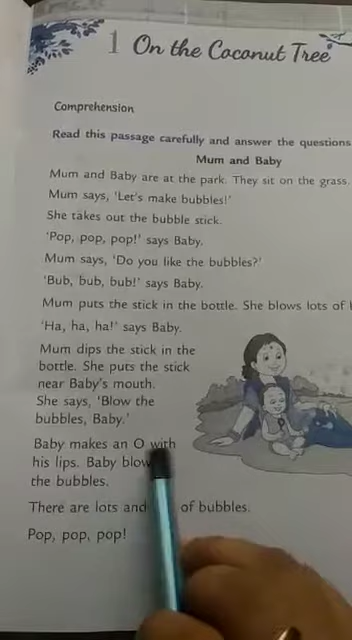 1 On the Coconut Tree
Comprehension
Read this passage carefully and answer the questions
Mum and Baby
Mum and Baby are at the park. They sit on the grass.
Mum says, 'Let's make bubbles!'
She takes out the bubble stick.
'Pop, pop, pop!' says Baby.
Mum says, 'Do you like the bubbles?'
'Bub, bub, bub!' says Baby.
Mum puts the stick in the bottle. She blows lots of
'Ha, ha, ha!' says Baby.
Mum dips the stick in the
bottle. She puts the stick
near Baby's mouth.
She says, 'Blow the
bubbles, Baby.'
Baby makes an O with
his lips. Baby
the bubbles.
There are lots and of bubbles.
Pop, pop, pop!